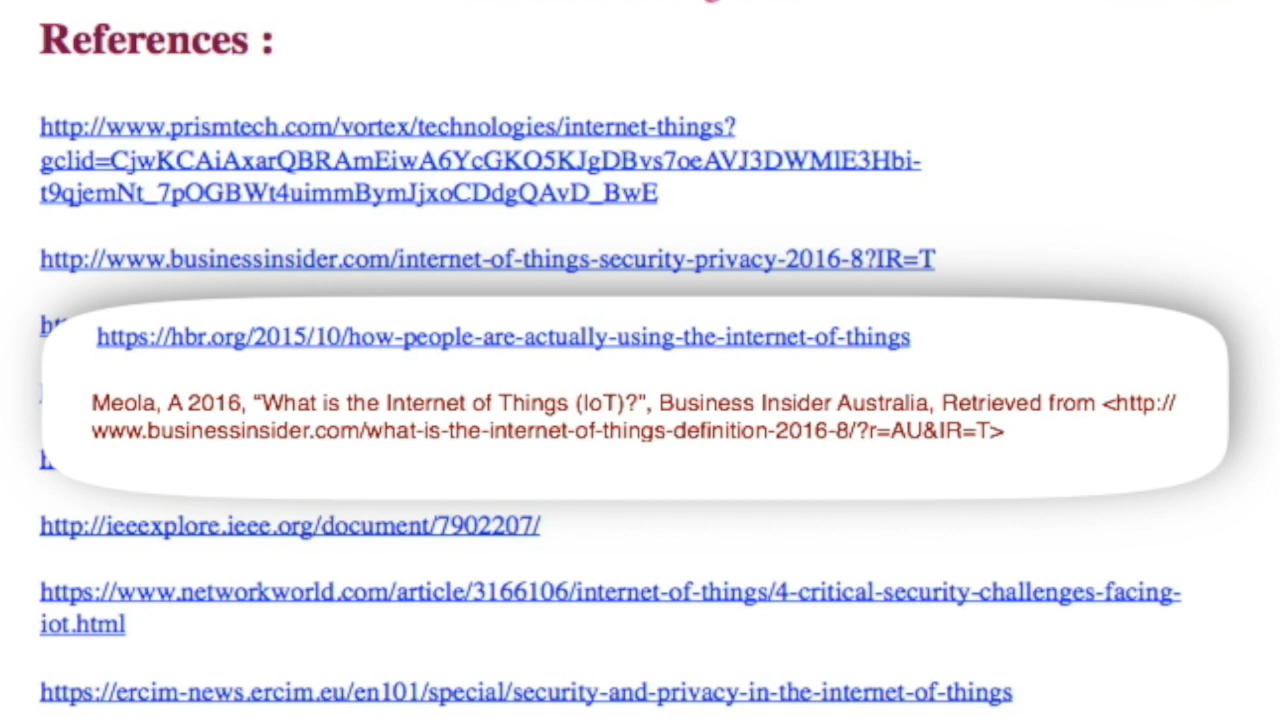 References :
http://www.prismtech.com/vortex/technologies/internet-things?
gclid=CjwKCAiAxarQBRAmEiwA6YcGKO5KJgDBvs7oeAVJ3DWMlE3Hbi-
t9qjemNt_7pOGBWt4uimmBymJjxoCDdgQAvD_BwE
http://www.businessinsider.com/internet-of-things-security-privacy-2016-8?IR=T
https://hbr.org/2015/10/how-people-are-actually-using-the-internet-of-things
Meola, A 2016, “What is the Internet of Things (IoT)?", Business Insider Australia, Retrieved from <http://
www.businessinsider.com/what-is-the-internet-of-things-definition-2016-8/?r=AU&IR=T>
http://ieeexplore.ieee.org/document/7902207/
https://www.networkworld.com/article/3166106/internet-of-things/4-critical-security-challenges-facing-
iot.html
https://ercim-news.ercim.eu/en101/special/security-and-privacy-in-the-internet-of-things